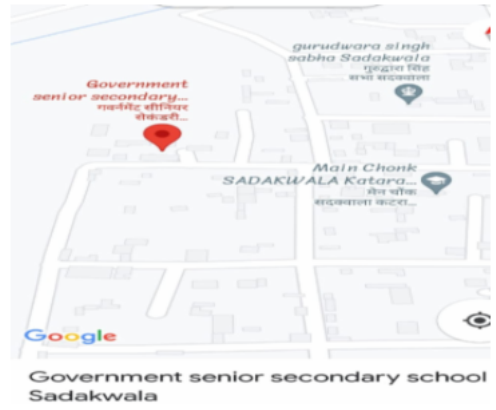 gurudwara singh
sabha Sadakwala
गुरुद्वारा सिंह
सभा सदकवाला
Government
senior secondary...
गवर्नमेंट सीनियर
सेकंडरी...
Main Chonk
SADAKWALA Katara...
मेन चोंक
सदकवाला कटरा...
Google
Government senior secondary school
Sadakwala